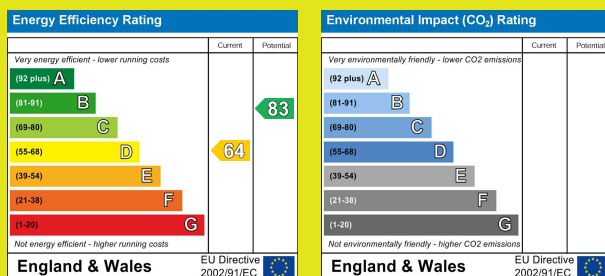 Energy Efficiency Rating
Current Potential
Very energy efficient - lower running costs
(92 plus) A
(81-91) B
83
(69-80) C
(55-68) D
64
(39-54) E
(21-38) F
(1-20) G
Not energy efficient - higher running costs
England & Wales
EU Directive
2002/91/EC
Environmental Impact (CO₂) Rating
Current Potential
Very environmentally friendly - lower CO2 emissions
(92 plus) A
(81-91) B
(69-80) C
(55-68) D
(39-54) E
(21-38) F
(1-20) G
Not environmentally friendly - higher CO2 emissions
England & Wales
EU Directive
2002/91/EC